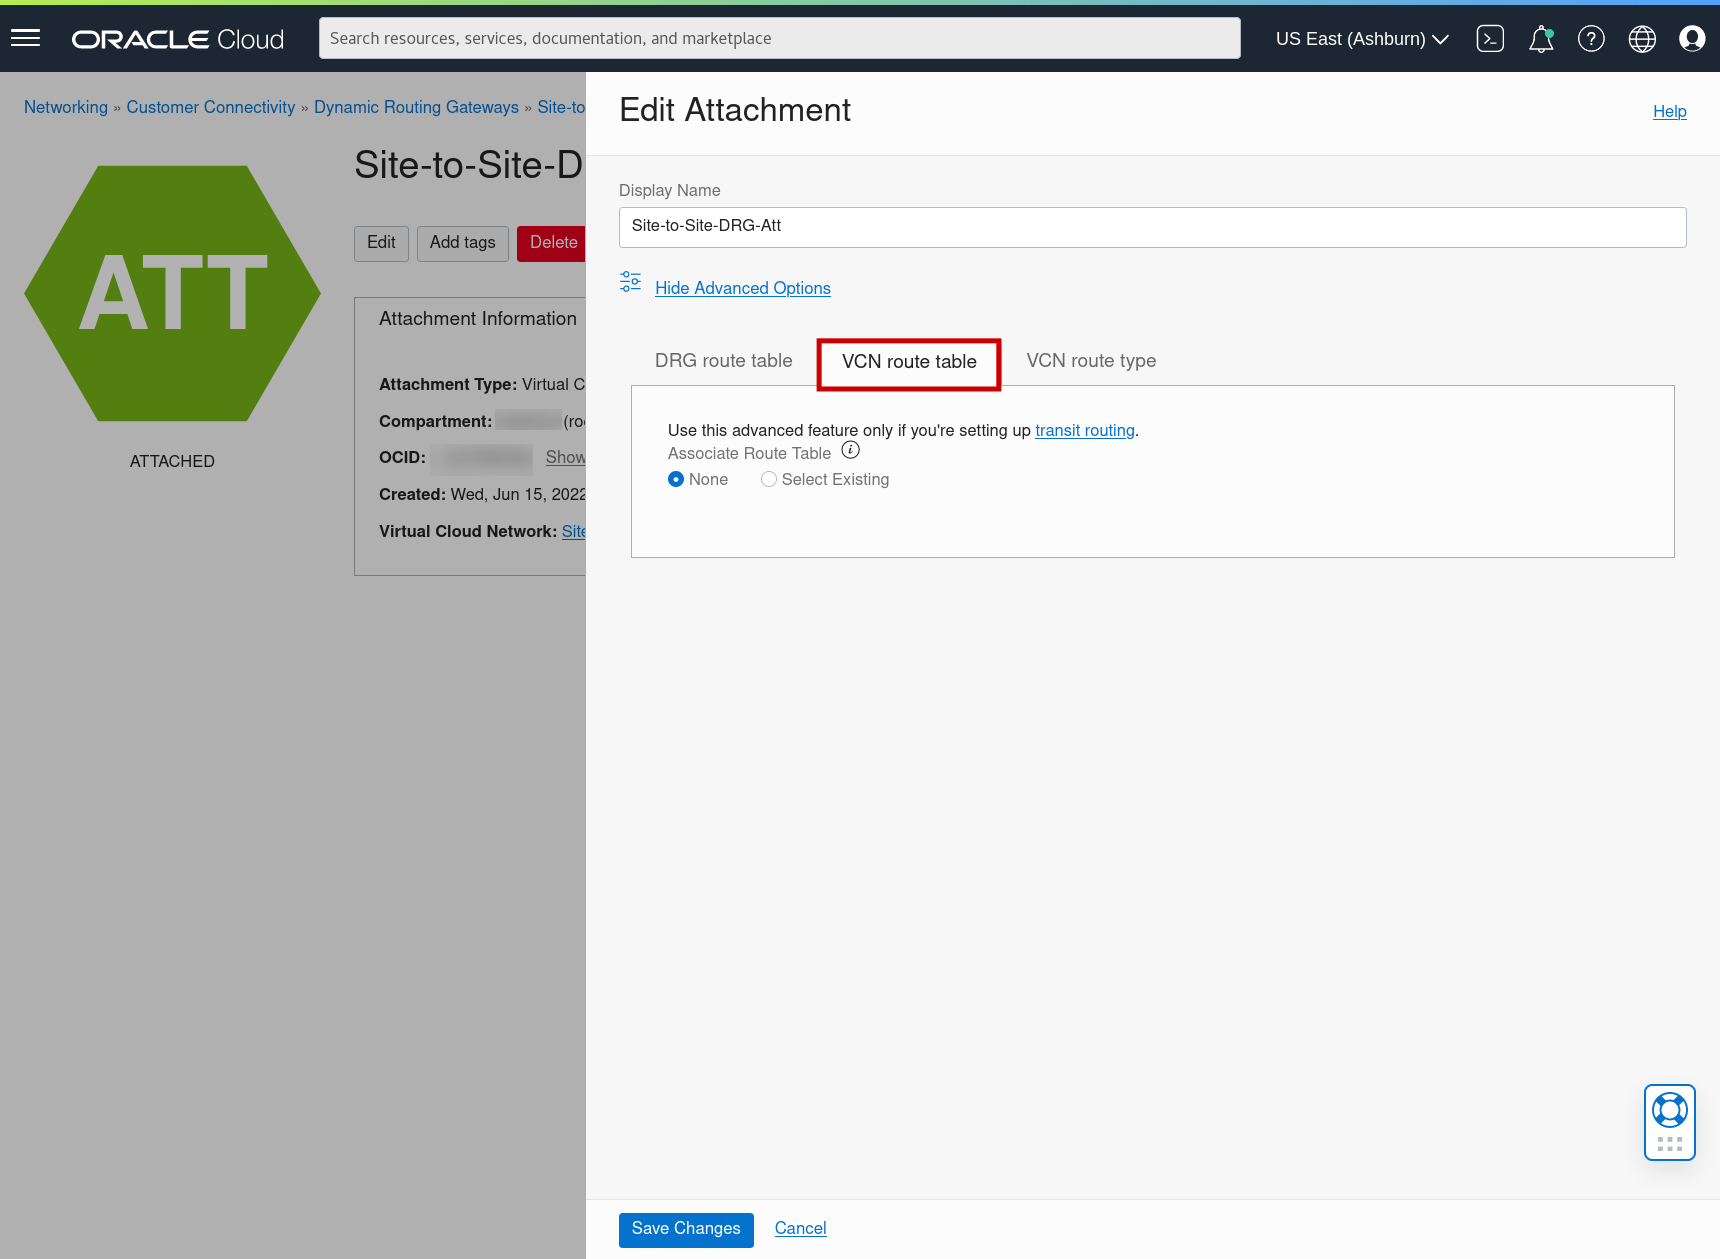 ORACLE Cloud
Search resources, services, documentation, and marketplace
US East (Ashburn)
Networking » Customer Connectivity » Dynamic Routing Gateways » Site-to
ATT
ATTACHED
Site-to-Site-D
Edit Add tags Delete
Attachment Information
Attachment Type: Virtual C
Compartment: (roo
OCID: Show
Created: Wed, Jun 15, 2022
Virtual Cloud Network: Site
Edit Attachment
Help
Display Name
Site-to-Site-DRG-Att
Hide Advanced Options
DRG route table VCN route table VCN route type
Use this advanced feature only if you're setting up transit routing.
Associate Route Table
None Select Existing
Save Changes Cancel